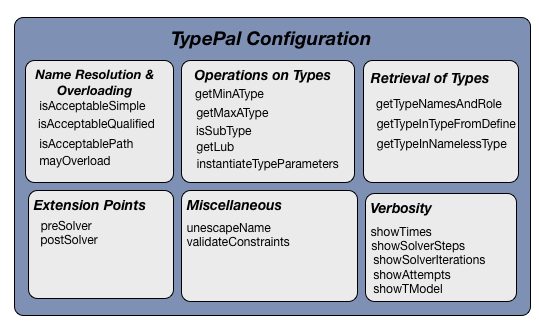 TypePal Configuration
Name Resolution &
Overloading
isAcceptableSimple
isAcceptableQualified
isAcceptablePath
mayOverload
Operations on Types
getMinAType
getMaxAType
isSubType
getLub
instantiateTypeParameters
Retrieval of Types
getTypeNamesAndRole
getTypeInTypeFromDefine
getTypeInNamelessType
Extension Points
preSolver
postSolver
Miscellaneous
unescapeName
validateConstraints
Verbosity
showTimes
showSolverSteps
showSolverIterations
showAttempts
showTModel